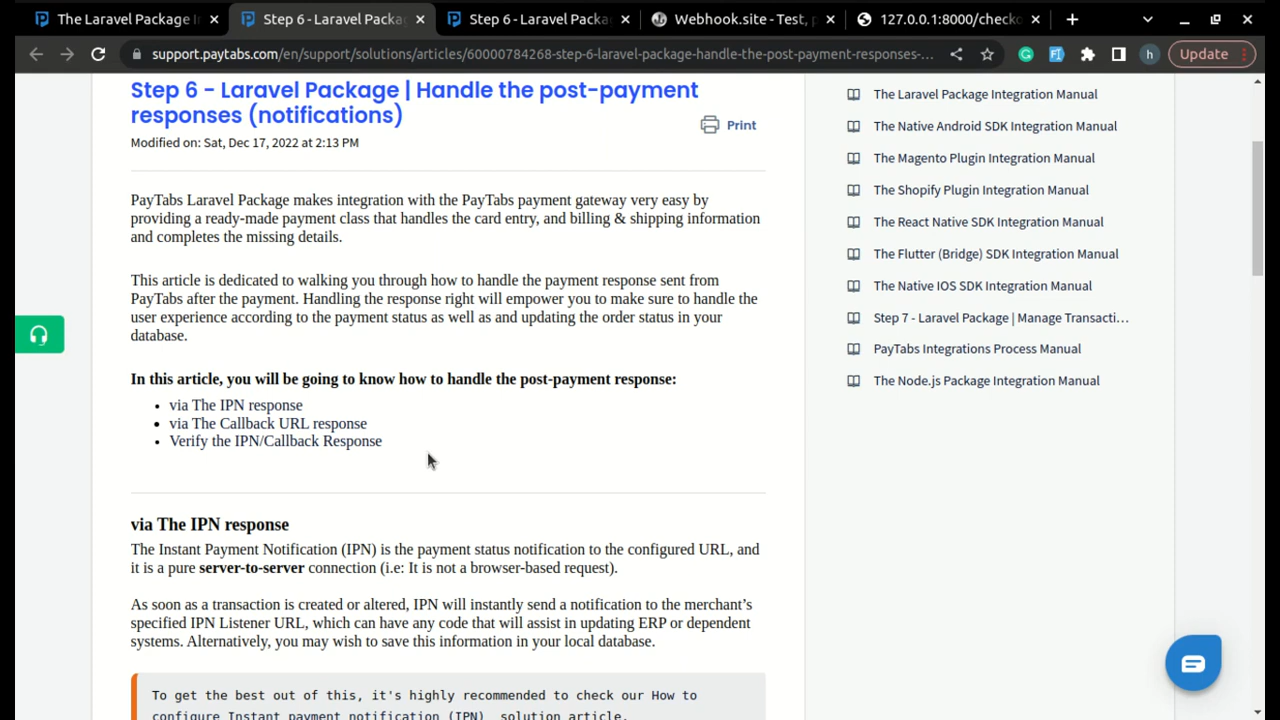 The Laravel Package I
Step 6 - Laravel Packa
Step 6 - Laravel Packa
Webhook.site - Test, p
127.0.0.1:8000/checko
support.paytabs.com/en/support/solutions/articles/60000784268-step-6-laravel-package-handle-the-post-payment-responses-...
h
Update
Step 6 - Laravel Package | Handle the post-payment
responses (notifications)
Print
Modified on: Sat, Dec 17, 2022 at 2:13 PM
PayTabs Laravel Package makes integration with the PayTabs payment gateway very easy by
providing a ready-made payment class that handles the card entry, and billing & shipping information
and completes the missing details.
This article is dedicated to walking you through how to handle the payment response sent from
PayTabs after the payment. Handling the response right will empower you to make sure to handle the
user experience according to the payment status as well as and updating the order status in your
database.
In this article, you will be going to know how to handle the post-payment response:
• via The IPN response
• via The Callback URL response
• Verify the IPN/Callback Response
via The IPN response
The Instant Payment Notification (IPN) is the payment status notification to the configured URL, and
it is a pure server-to-server connection (i.e: It is not a browser-based request).
As soon as a transaction is created or altered, IPN will instantly send a notification to the merchant's
specified IPN Listener URL, which can have any code that will assist in updating ERP or dependent
systems. Alternatively, you may wish to save this information in your local database.
To get the best out of this, it's highly recommended to check our How to
configure Instant payment notification (IPN) solution article.
The Laravel Package Integration Manual
The Native Android SDK Integration Manual
The Magento Plugin Integration Manual
The Shopify Plugin Integration Manual
The React Native SDK Integration Manual
The Flutter (Bridge) SDK Integration Manual
The Native IOS SDK Integration Manual
Step 7 - Laravel Package | Manage Transacti...
PayTabs Integrations Process Manual
The Node.js Package Integration Manual